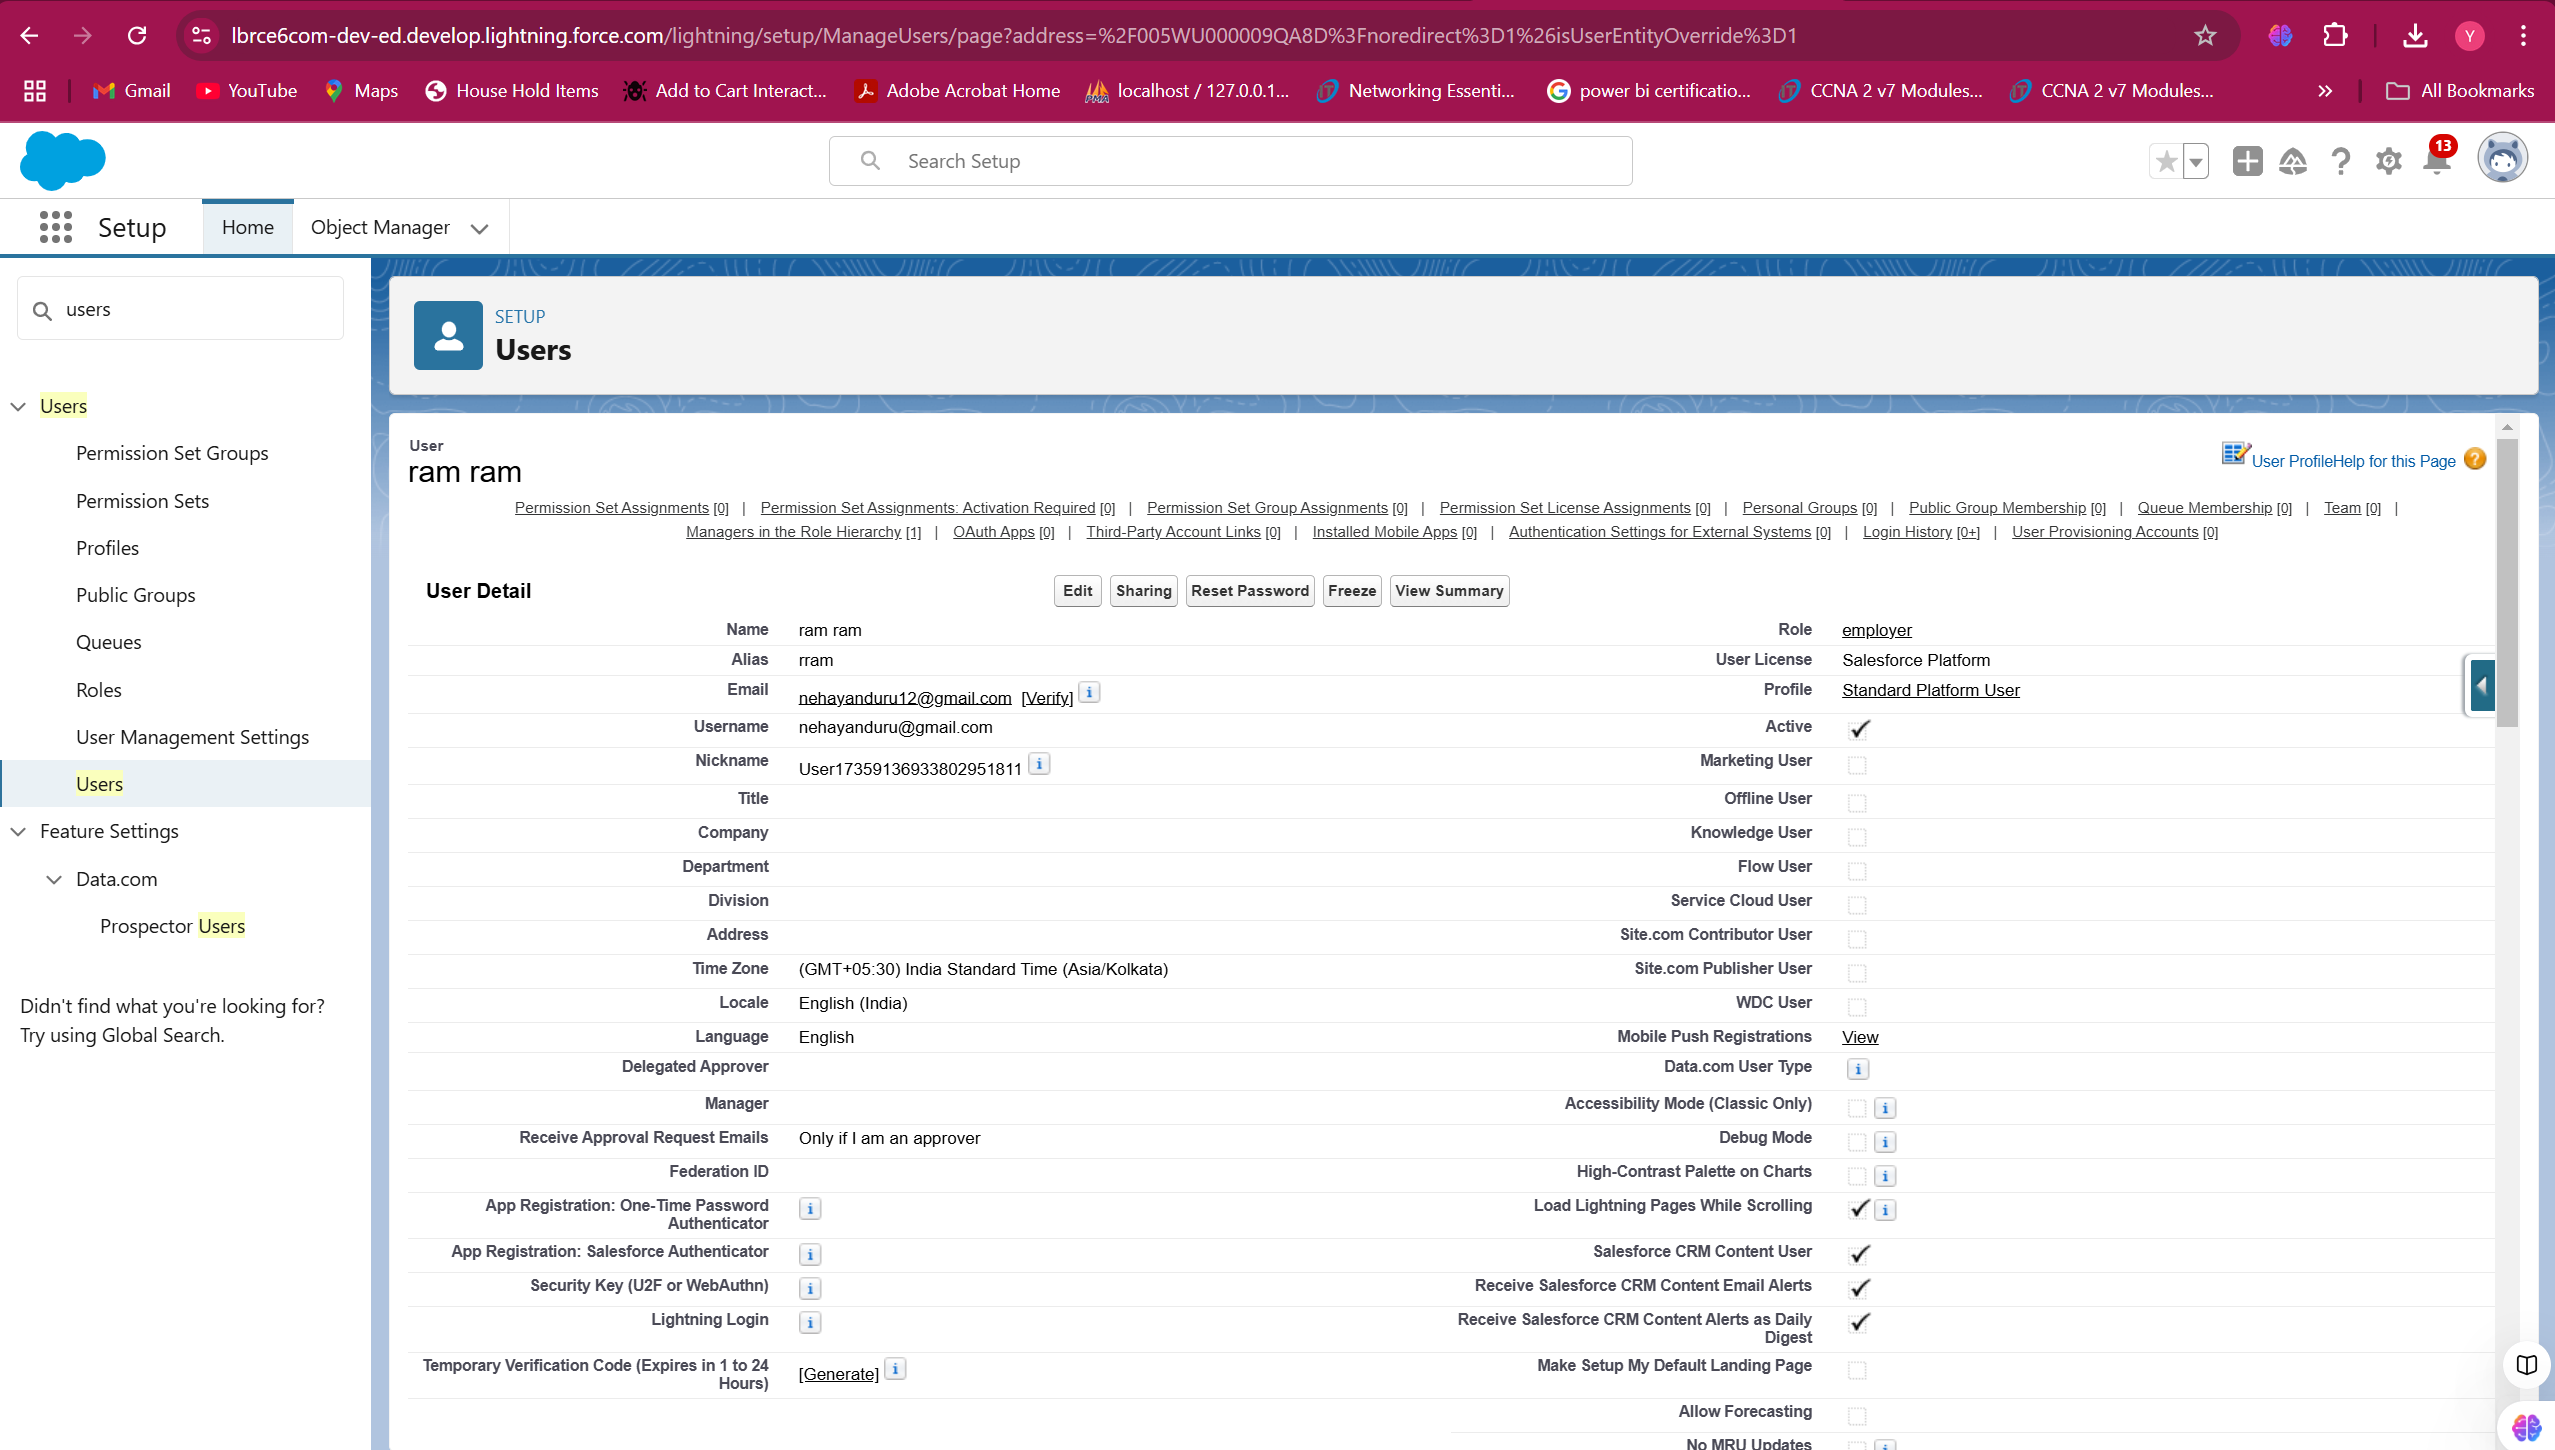 lbrce6com-dev-ed.develop.lightning.force.com/lightning/setup/ManageUsers/page?address=%2F005WU000009QA8D%3Fnoredirect%3D1%26isUserEntityOverride%3D1
Y
Gmail YouTube Maps House Hold Items Add to Cart Interact... Adobe Acrobat Home localhost / 127.0.0.1... Networking Essenti... power bi certificatio... CCNA 2 v7 Modules... CCNA 2 v7 Modules... » All Bookmarks
Search Setup
13
Setup Home Object Manager
users
Users
Permission Set Groups
Permission Sets
Profiles
Public Groups
Queues
Roles
User Management Settings
Users
Feature Settings
Data.com
Prospector Users
Didn't find what you're looking for?
Try using Global Search.
SETUP
Users
User
ram ram
User Profile Help for this Page ?
Permission Set Assignments [0] | Permission Set Assignments: Activation Required [0] | Permission Set Group Assignments [0] | Permission Set License Assignments [0] | Personal Groups [0] | Public Group Membership [0] | Queue Membership [0] | Team [0] |
Managers in the Role Hierarchy [1] | OAuth Apps [0] | Third-Party Account Links [0] | Installed Mobile Apps [0] | Authentication Settings for External Systems [0] | Login History [0+] | User Provisioning Accounts [0]
User Detail Edit Sharing Reset Password Freeze View Summary
Name ram ram Role employer
Alias rram User License Salesforce Platform
Email nehayanduru12@gmail.com [Verify] i Profile Standard Platform User
Username nehayanduru@gmail.com Active
Nickname User17359136933802951811 i Marketing User
Title Offline User
Company Knowledge User
Department Flow User
Division Service Cloud User
Address Site.com Contributor User
Time Zone (GMT+05:30) India Standard Time (Asia/Kolkata) Site.com Publisher User
Locale English (India) WDC User
Language English Mobile Push Registrations View
Delegated Approver Data.com User Type i
Manager Accessibility Mode (Classic Only) i
Receive Approval Request Emails Only if I am an approver Debug Mode i
Federation ID High-Contrast Palette on Charts i
App Registration: One-Time Password Authenticator i Load Lightning Pages While Scrolling i
App Registration: Salesforce Authenticator i Salesforce CRM Content User
Security Key (U2F or WebAuthn) i Receive Salesforce CRM Content Email Alerts
Lightning Login i Receive Salesforce CRM Content Alerts as Daily Digest
Temporary Verification Code (Expires in 1 to 24 Hours) [Generate] i Make Setup My Default Landing Page
Allow Forecasting
No MRU Updates i